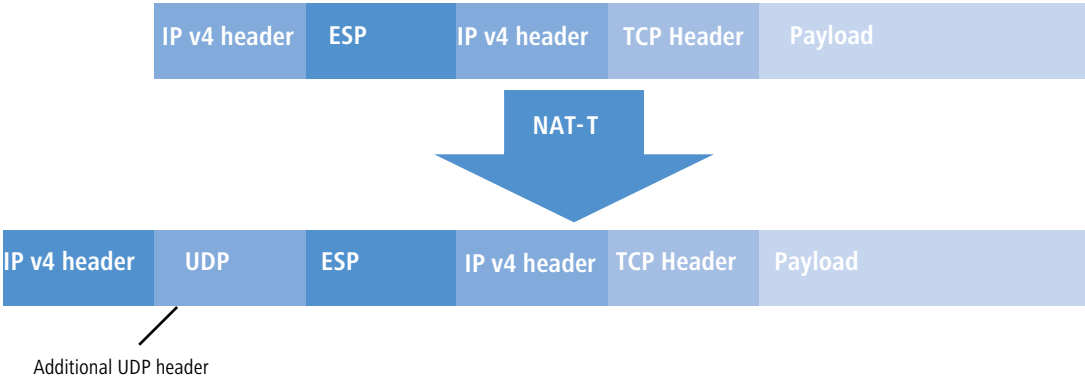 IP v4 header ESP IP v4 header TCP Header Payload
NAT-T
IP v4 header UDP ESP IP v4 header TCP Header Payload
Additional UDP header